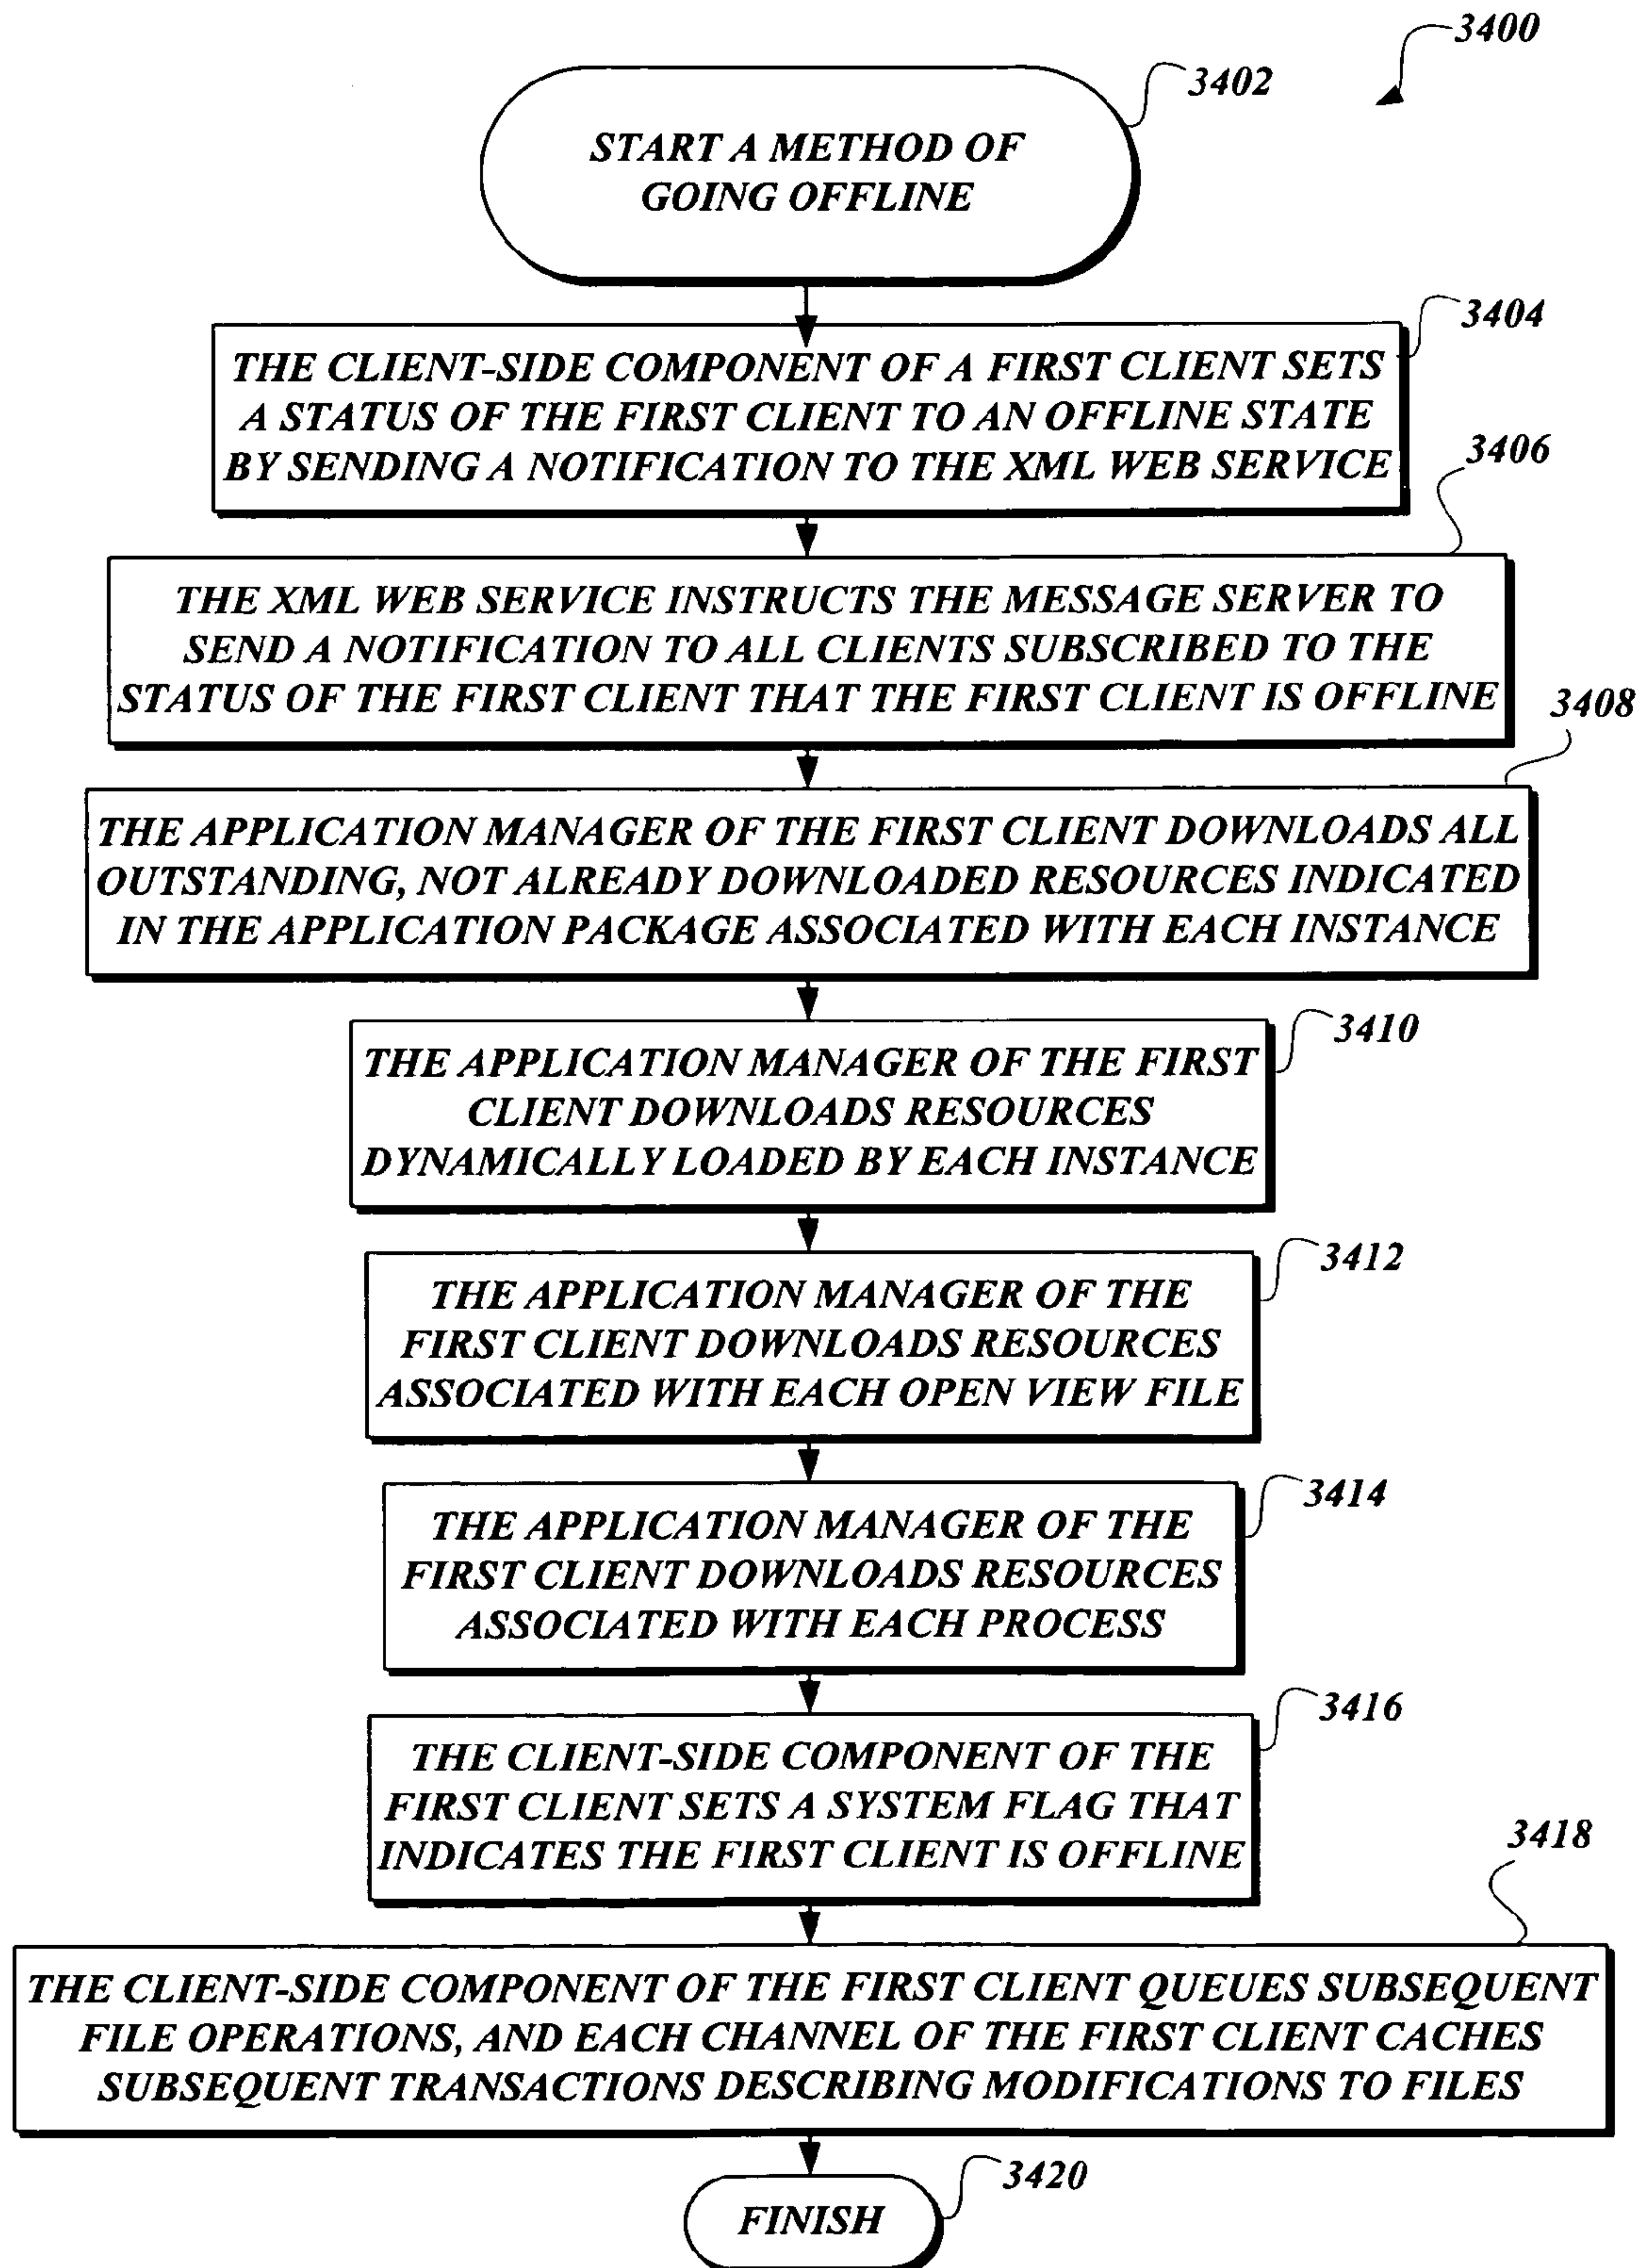 3400
3402
START A METHOD OF
GOING OFFLINE
3404
THE CLIENT-SIDE COMPONENT OF A FIRST CLIENT SETS
A STATUS OF THE FIRST CLIENT TO AN OFFLINE STATE
BY SENDING A NOTIFICATION TO THE XML WEB SERVICE
3406
THE XML WEB SERVICE INSTRUCTS THE MESSAGE SERVER TO
SEND A NOTIFICATION TO ALL CLIENTS SUBSCRIBED TO THE
STATUS OF THE FIRST CLIENT THAT THE FIRST CLIENT IS OFFLINE
3408
THE APPLICATION MANAGER OF THE FIRST CLIENT DOWNLOADS ALL
OUTSTANDING, NOT ALREADY DOWNLOADED RESOURCES INDICATED
IN THE APPLICATION PACKAGE ASSOCIATED WITH EACH INSTANCE
3410
THE APPLICATION MANAGER OF THE FIRST
CLIENT DOWNLOADS RESOURCES
DYNAMICALLY LOADED BY EACH INSTANCE
3412
THE APPLICATION MANAGER OF THE
FIRST CLIENT DOWNLOADS RESOURCES
ASSOCIATED WITH EACH OPEN VIEW FILE
3414
THE APPLICATION MANAGER OF THE
FIRST CLIENT DOWNLOADS RESOURCES
ASSOCIATED WITH EACH PROCESS
3416
THE CLIENT-SIDE COMPONENT OF THE
FIRST CLIENT SETS A SYSTEM FLAG THAT
INDICATES THE FIRST CLIENT IS OFFLINE
3418
THE CLIENT-SIDE COMPONENT OF THE FIRST CLIENT QUEUES SUBSEQUENT
FILE OPERATIONS, AND EACH CHANNEL OF THE FIRST CLIENT CACHES
SUBSEQUENT TRANSACTIONS DESCRIBING MODIFICATIONS TO FILES
3420
FINISH